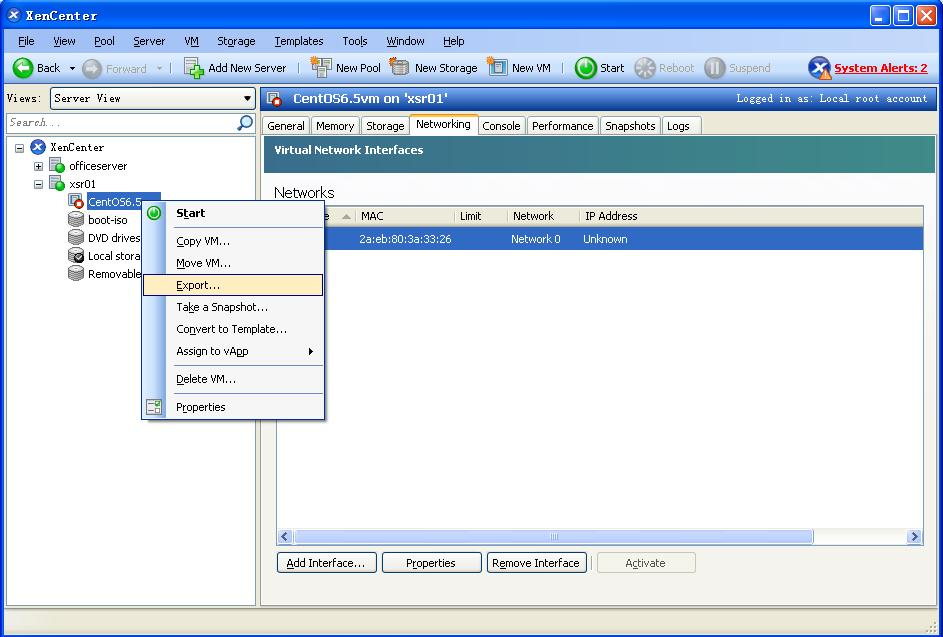 XenCenter
File View Pool Server VM Storage Templates Tools Window Help
Back Forward Add New Server New Pool New Storage New VM Start Reboot Suspend System Alerts: 2
Views: Server View
CentOS6.5vm on 'xsr01' Logged in as: Local root account
Search...
General Memory Storage Networking Console Performance Snapshots Logs
XenCenter
officeserver
xsr01
CentOS6.5
boot-iso
DVD drives
Local stora
Removable
Start
Copy VM...
Move VM...
Export...
Take a Snapshot...
Convert to Template...
Assign to vApp
Delete VM...
Properties
Virtual Network Interfaces
Networks
e MAC Limit Network IP Address
2a:eb:80:3a:33:26 Network 0 Unknown
Add Interface... Properties Remove Interface Activate